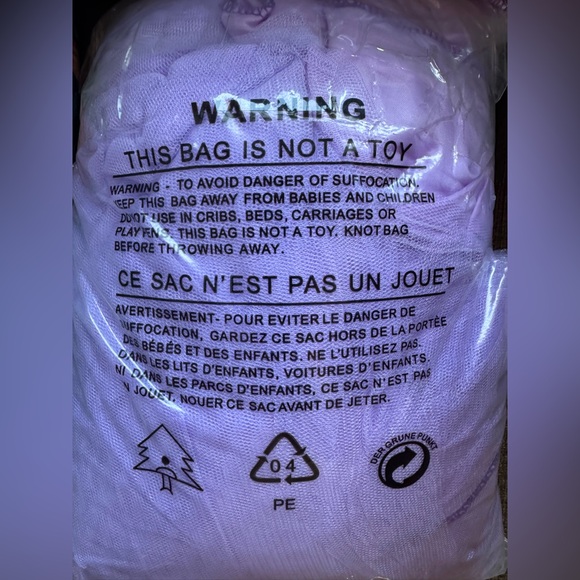 WARNING
THIS BAG IS NOT A TOY
WARNING - TO AVOID DANGER OF SUFFOCATION,
KEEP THIS BAG AWAY FROM BABIES AND CHILDREN
DO NOT USE IN CRIBS, BEDS, CARRIAGES OR
PLAYPENS. THIS BAG IS NOT A TOY. KNOT BAG
BEFORE THROWING AWAY.
CE SAC N'EST PAS UN JOUET
AVERTISSEMENT- POUR EVITER LE DANGER DE
SUFFOCATION, GARDEZ CE SAC HORS DE LA PORTÉE
DES BÉBÉS ET DES ENFANTS. NE L'UTILISEZ PAS.
DANS LES LITS D'ENFANTS, VOITURES D'ENFANTS.
NI DANS LES PARCS D'ENFANTS, CE SAC N'EST PAS
UN JOUET. NOUER CE SAC AVANT DE JETER.
04
PE
DER GRÜNE PUNKT